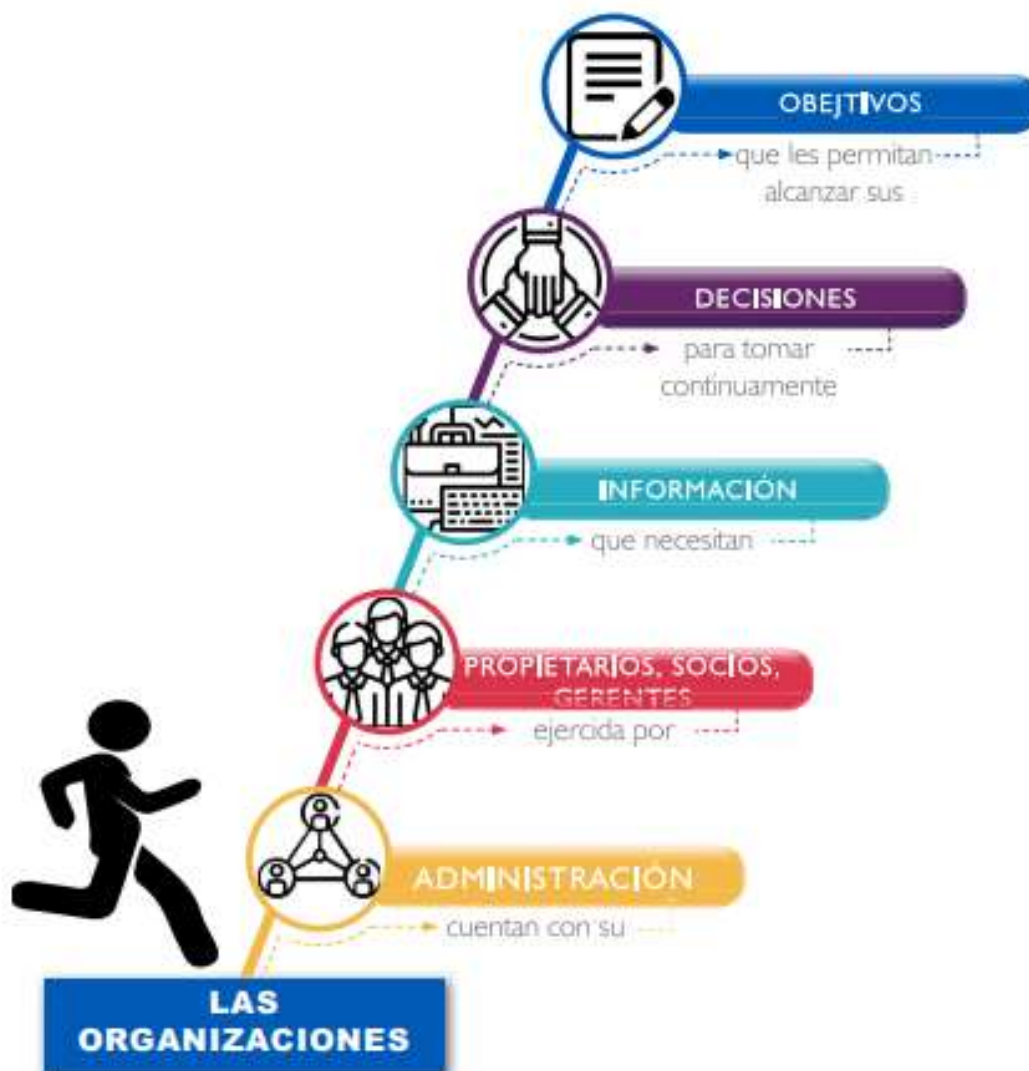 OBEJTIVOS
que les permitan
alcanzar sus
DECISIONES
para tomar
continuamente
INFORMACIÓN
que necesitan
PROPIETARIOS, SOCIOS,
GERENTES
ejercida por
ADMINISTRACIÓN
cuentan con su
LAS
ORGANIZACIONES